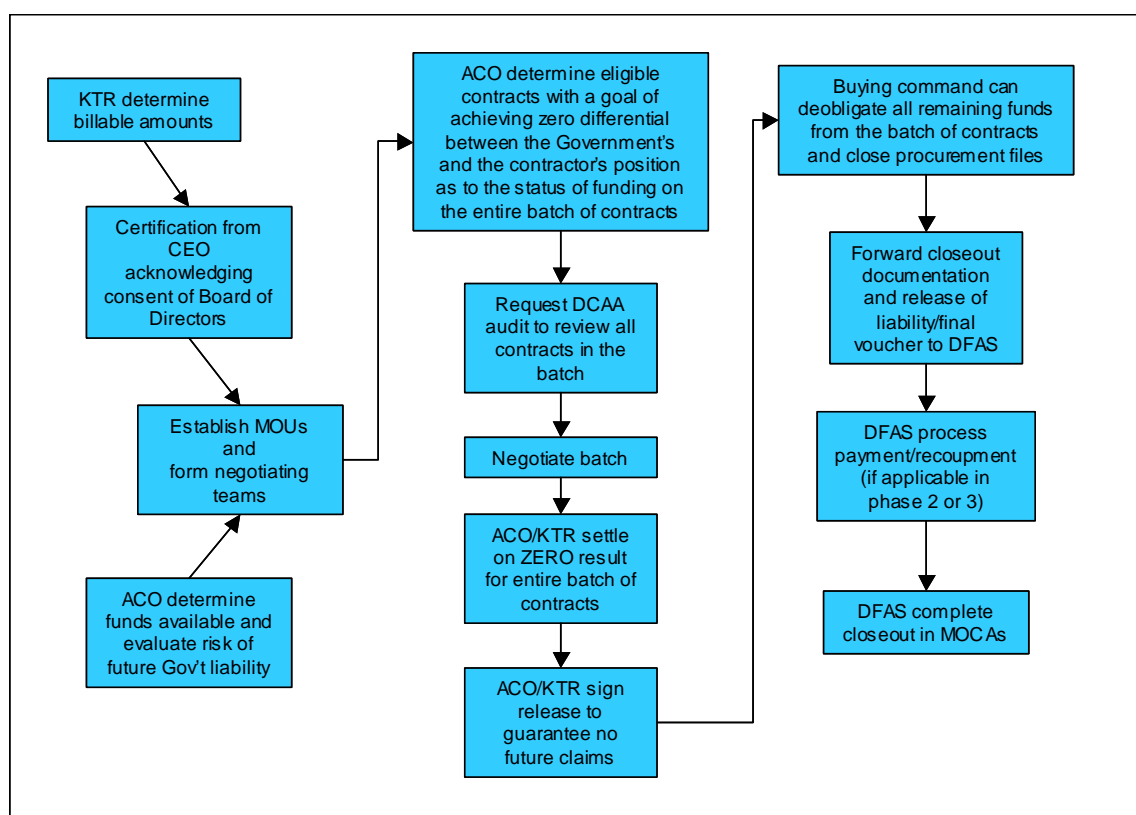 KTR determine
billable amounts
Certification from
CEO
acknowledging
consent of Board of
Directors
Establish MOUs and
form negotiating
teams
ACO determine
funds available and
evaluate risk of
future Gov't liability
ACO determine eligible
contracts with a goal of
achieving zero differential
between the Government's
and the contractor's position
as to the status of funding on
the entire batch of contracts
Request DCAA
audit to review all
contracts in the
batch
Negotiate batch
ACO/KTR settle
on ZERO result
for entire batch of
contracts
ACO/KTR sign
release to
guarantee no
future claims
Buying command can
deobligate all remaining funds
from the batch of contracts
and close procurement files
Forward closeout
documentation
and release of
liability/final
voucher to DFAS
DFAS process
payment/recoupment
(if applicable in
phase 2 or 3)
DFAS complete
closeout in MOCAs